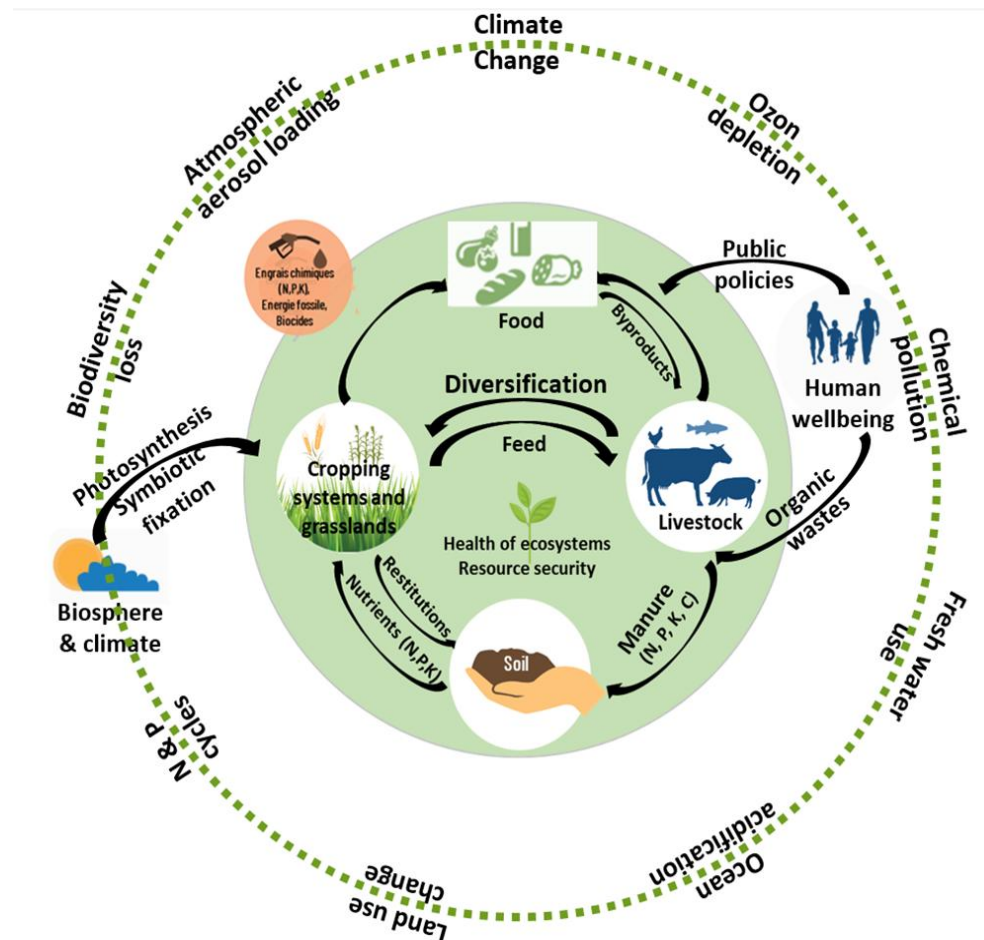 Climate
Change
Ozon
depletion
Atmospheric
aerosol loading
Public
policies
Engrais chimiques
(N,P,K),
Energie fossile,
Biocides
Food
Byproducts
Biodiversity
loss
Chemical
pollution
Human
wellbeing
Diversification
Feed
Photosynthesis
Symbiotic
fixation
Cropping
systems and
grasslands
Livestock
Organic
wastes
Health of ecosystems
Resource security
Biosphere
& climate
Restitutions
Nutrients (N,P,K)
Manure
(N, P, K, C)
Soil
Fresh water
use
N & P
cycles
Ocean
acidification
Land use
change